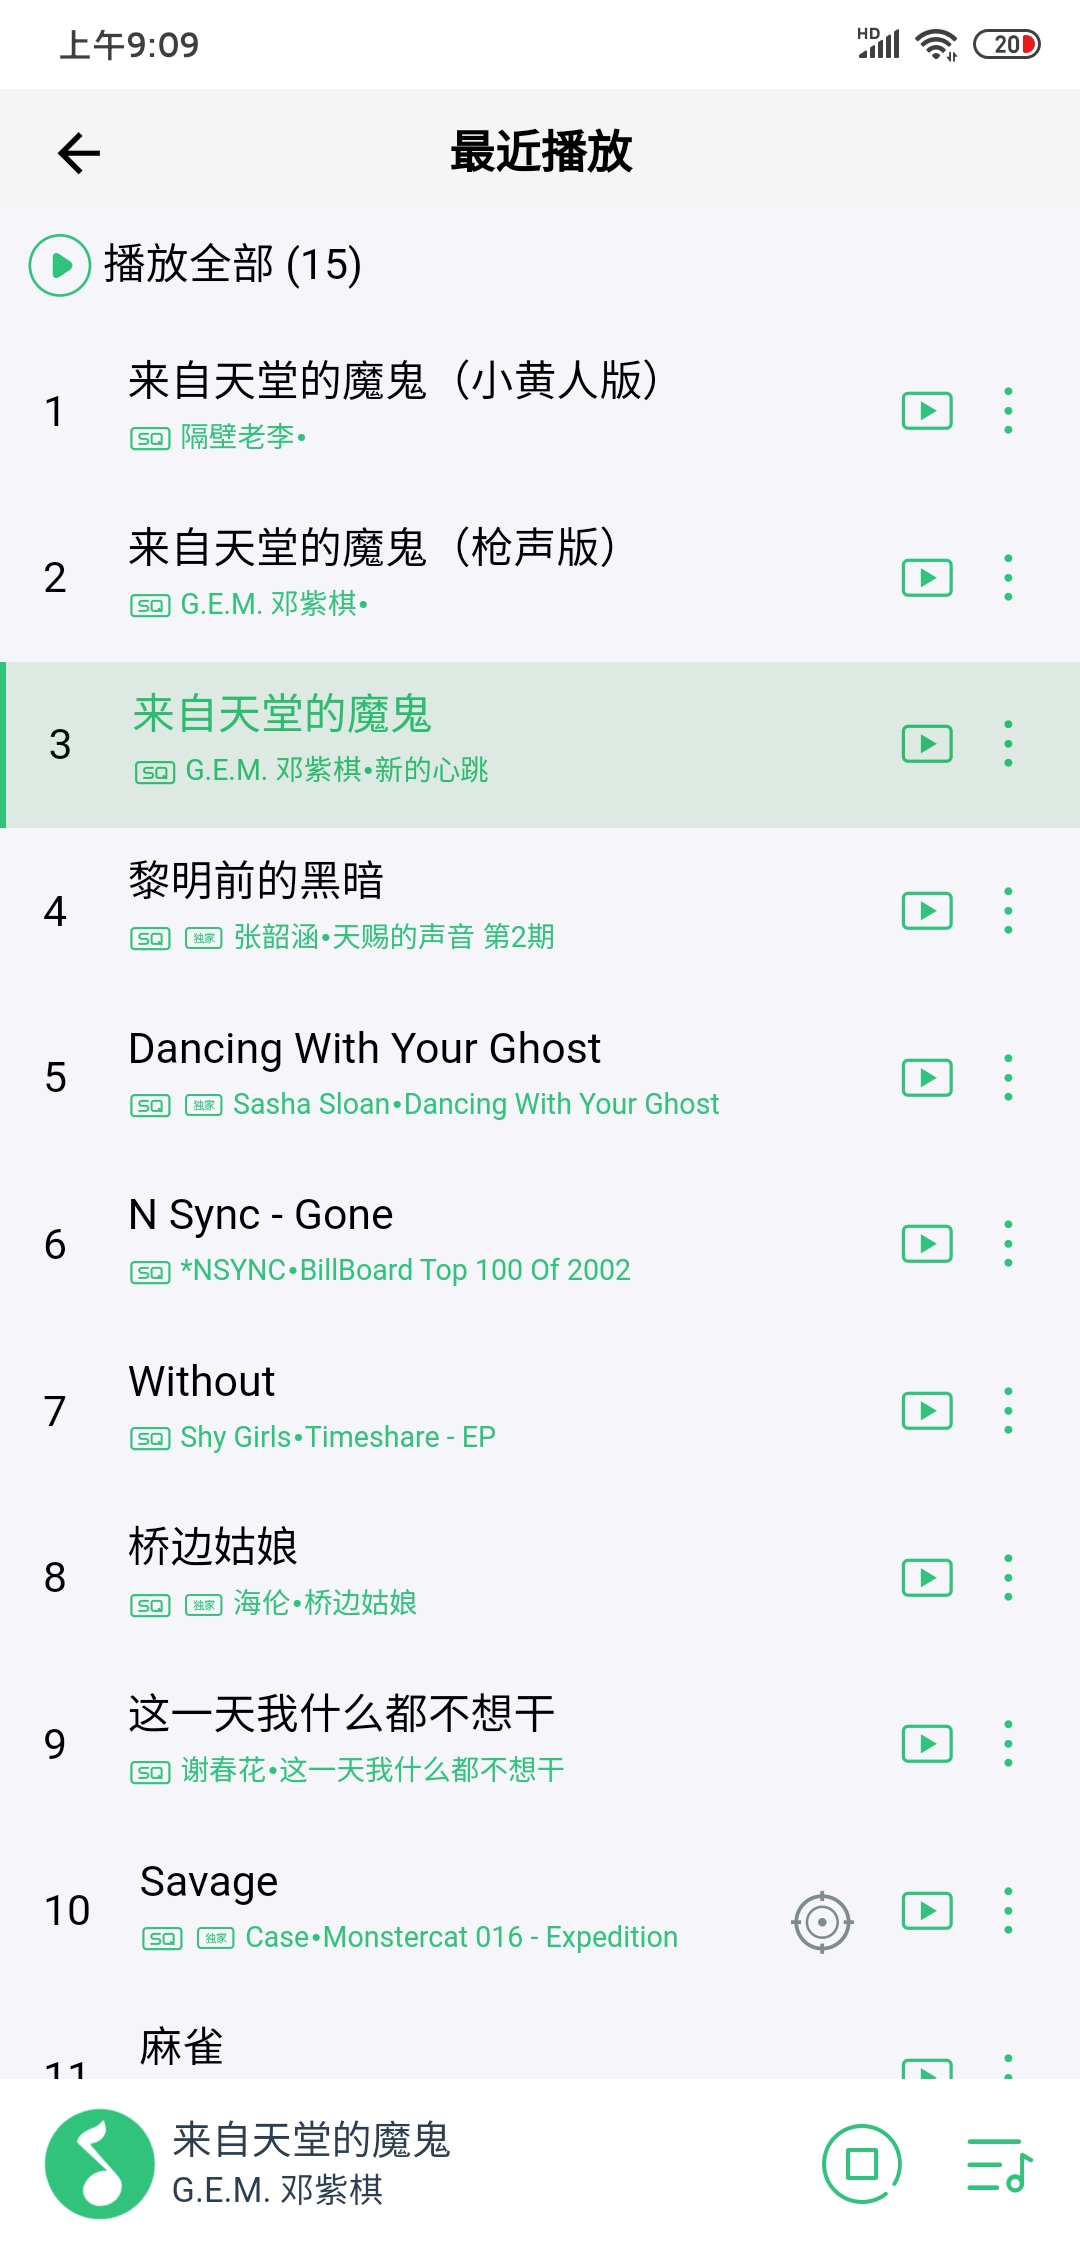 上午9:09
HD
20
最近播放
播放全部 (15)
1
来自天堂的魔鬼（小黄人版）
SQ 隔壁老李•
2
来自天堂的魔鬼（枪声版）
SQ G.E.M. 邓紫棋•
3
来自天堂的魔鬼
SQ G.E.M. 邓紫棋•新的心跳
4
黎明前的黑暗
SQ 独家 张韶涵•天赐的声音 第2期
5
Dancing With Your Ghost
SQ 独家 Sasha Sloan•Dancing With Your Ghost
6
N Sync - Gone
SQ *NSYNC•BillBoard Top 100 Of 2002
7
Without
SQ Shy Girls•Timeshare - EP
8
桥边姑娘
SQ 独家 海伦•桥边姑娘
9
这一天我什么都不想干
SQ 谢春花•这一天我什么都不想干
10
Savage
SQ 独家 Case•Monstercat 016 - Expedition
11
麻雀
来自天堂的魔鬼
G.E.M. 邓紫棋